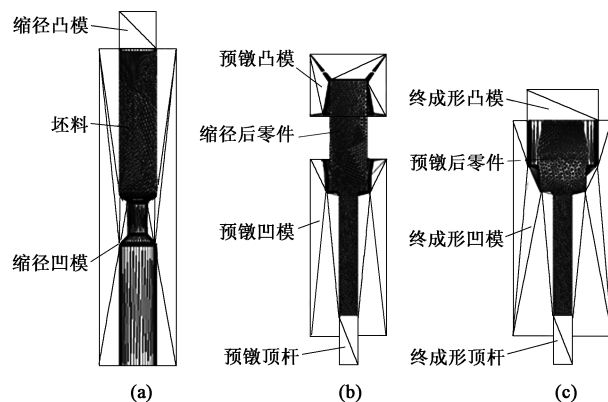 缩径凸模
坯料
缩径凹模
(a)
预镦凸模
缩径后零件
预镦凹模
预镦顶杆
(b)
终成形凸模
预镦后零件
终成形凹模
终成形顶杆
(c)